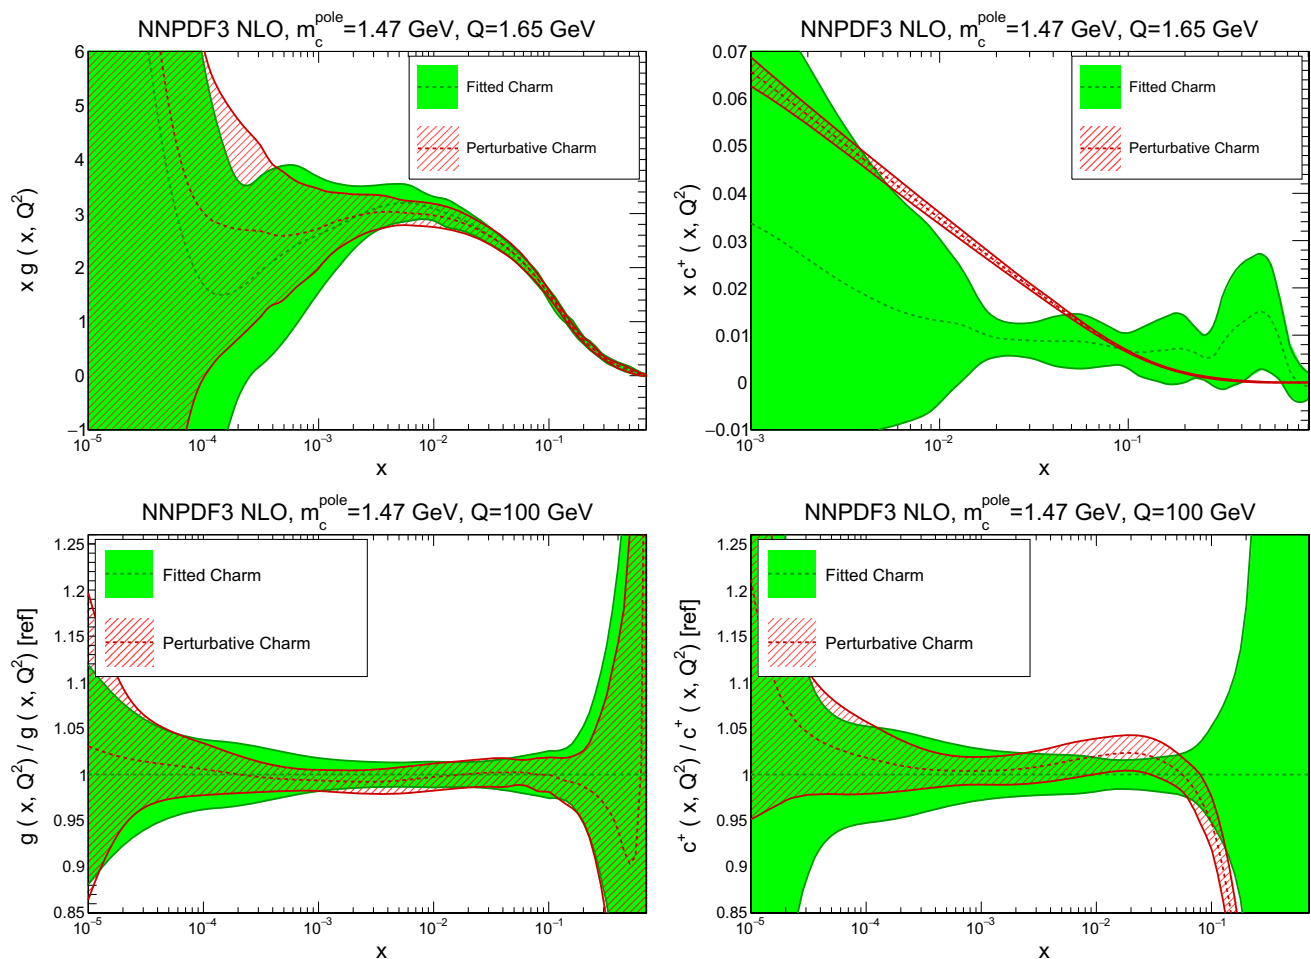 NNPDF3 NLO, m_c^pole=1.47 GeV, Q=1.65 GeV
6
5
4
3
2
1
0
−1
x g ( x, Q²)
Fitted Charm
Perturbative Charm
10⁻⁵ 10⁻⁴ 10⁻³ 10⁻² 10⁻¹
x
NNPDF3 NLO, m_c^pole=1.47 GeV, Q=1.65 GeV
0.07
0.06
0.05
0.04
0.03
0.02
0.01
0
−0.01
x c⁺ ( x, Q²)
Fitted Charm
Perturbative Charm
10⁻³ 10⁻² 10⁻¹
x
NNPDF3 NLO, m_c^pole=1.47 GeV, Q=100 GeV
1.25
1.2
1.15
1.1
1.05
1
0.95
0.9
0.85
g ( x, Q²) / g ( x, Q²) [ref]
Fitted Charm
Perturbative Charm
10⁻⁵ 10⁻⁴ 10⁻³ 10⁻² 10⁻¹
x
NNPDF3 NLO, m_c^pole=1.47 GeV, Q=100 GeV
1.25
1.2
1.15
1.1
1.05
1
0.95
0.9
0.85
c⁺ ( x, Q²) / c⁺ ( x, Q²) [ref]
Fitted Charm
Perturbative Charm
10⁻⁵ 10⁻⁴ 10⁻³ 10⁻² 10⁻¹
x